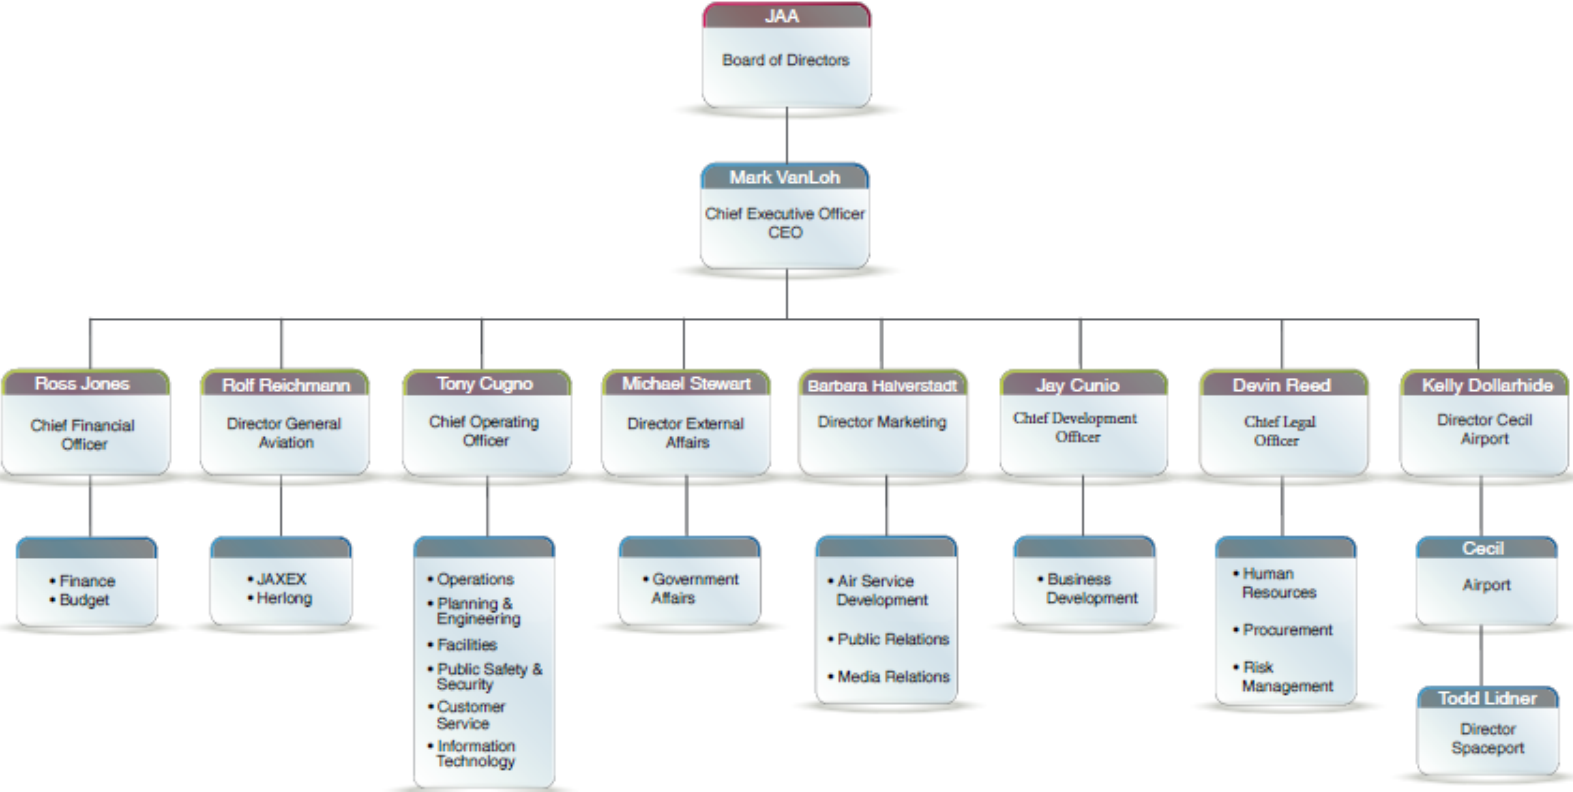 JAA
Board of Directors
Mark VanLoh
Chief Executive Officer
CEO
Ross Jones
Chief Financial
Officer
Rolf Reichmann
Director General
Aviation
Tony Cugno
Chief Operating
Officer
Michael Stewart
Director External
Affairs
Barbara Halverstadt
Director Marketing
Jay Cunio
Chief Development
Officer
Devin Reed
Chief Legal
Officer
Kelly Dollarhide
Director Cecil
Airport
• Finance
• Budget
• JAXEX
• Herlong
• Operations
• Planning &
Engineering
• Facilities
• Public Safety &
Security
• Customer
Service
• Information
Technology
• Government
Affairs
• Air Service
Development
• Public Relations
• Media Relations
• Business
Development
• Human
Resources
• Procurement
• Risk
Management
Cecil
Airport
Todd Lidner
Director
Spaceport